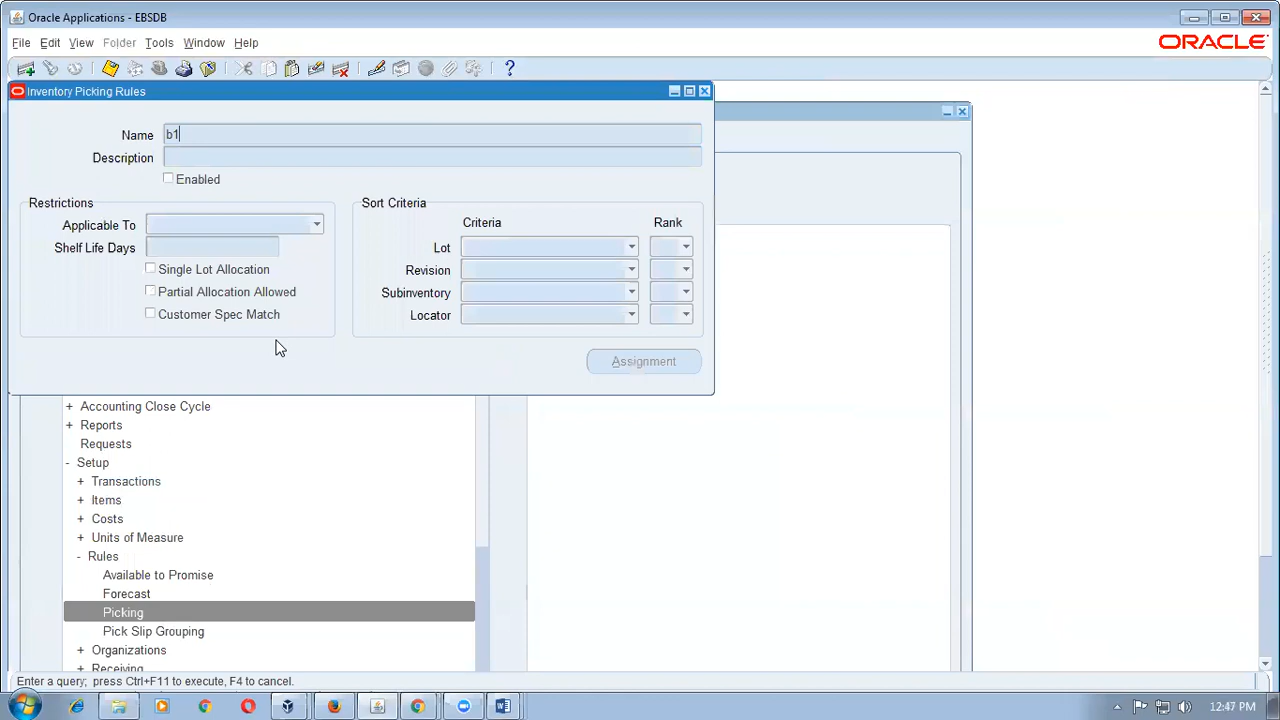 Oracle Applications - EBSDB
File Edit View Folder Tools Window Help
ORACLE
Inventory Picking Rules
Name b1
Description
Enabled
Restrictions
Applicable To
Shelf Life Days
Single Lot Allocation
Partial Allocation Allowed
Customer Spec Match
Sort Criteria
Criteria Rank
Lot
Revision
Subinventory
Locator
Assignment
+ Accounting Close Cycle
+ Reports
Requests
- Setup
+ Transactions
+ Items
+ Costs
+ Units of Measure
- Rules
Available to Promise
Forecast
Picking
Pick Slip Grouping
+ Organizations
+ Receiving
Enter a query; press Ctrl+F11 to execute, F4 to cancel.
12:47 PM